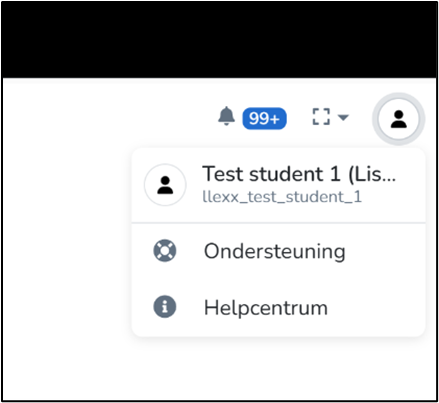 99+
Test student 1 (Lis...
llexx_test_student_1
Ondersteuning
Helpcentrum